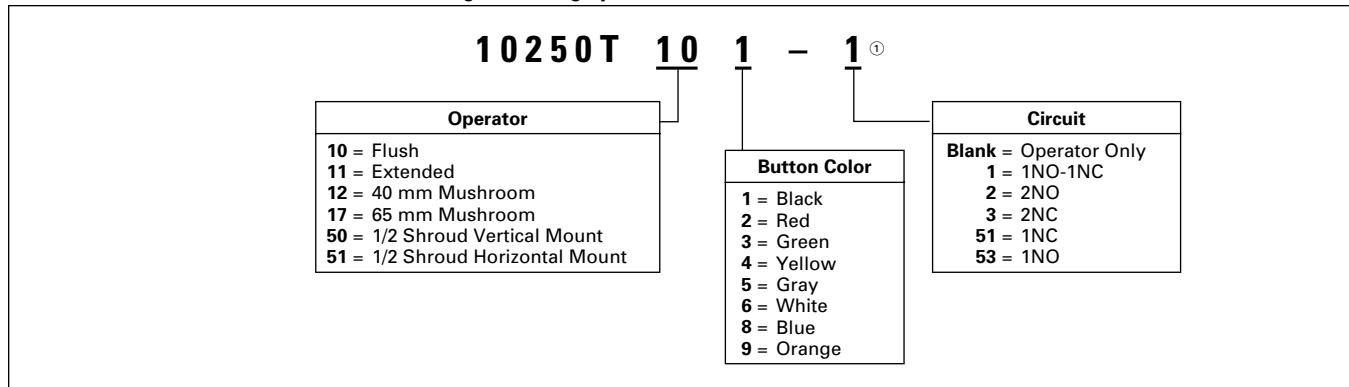 10250T 10 1 – 1 ①
Operator
10 = Flush
11 = Extended
12 = 40 mm Mushroom
17 = 65 mm Mushroom
50 = 1/2 Shroud Vertical Mount
51 = 1/2 Shroud Horizontal Mount
Button Color
1 = Black
2 = Red
3 = Green
4 = Yellow
5 = Gray
6 = White
8 = Blue
9 = Orange
Circuit
Blank = Operator Only
1 = 1NO-1NC
2 = 2NO
3 = 2NC
51 = 1NC
53 = 1NO